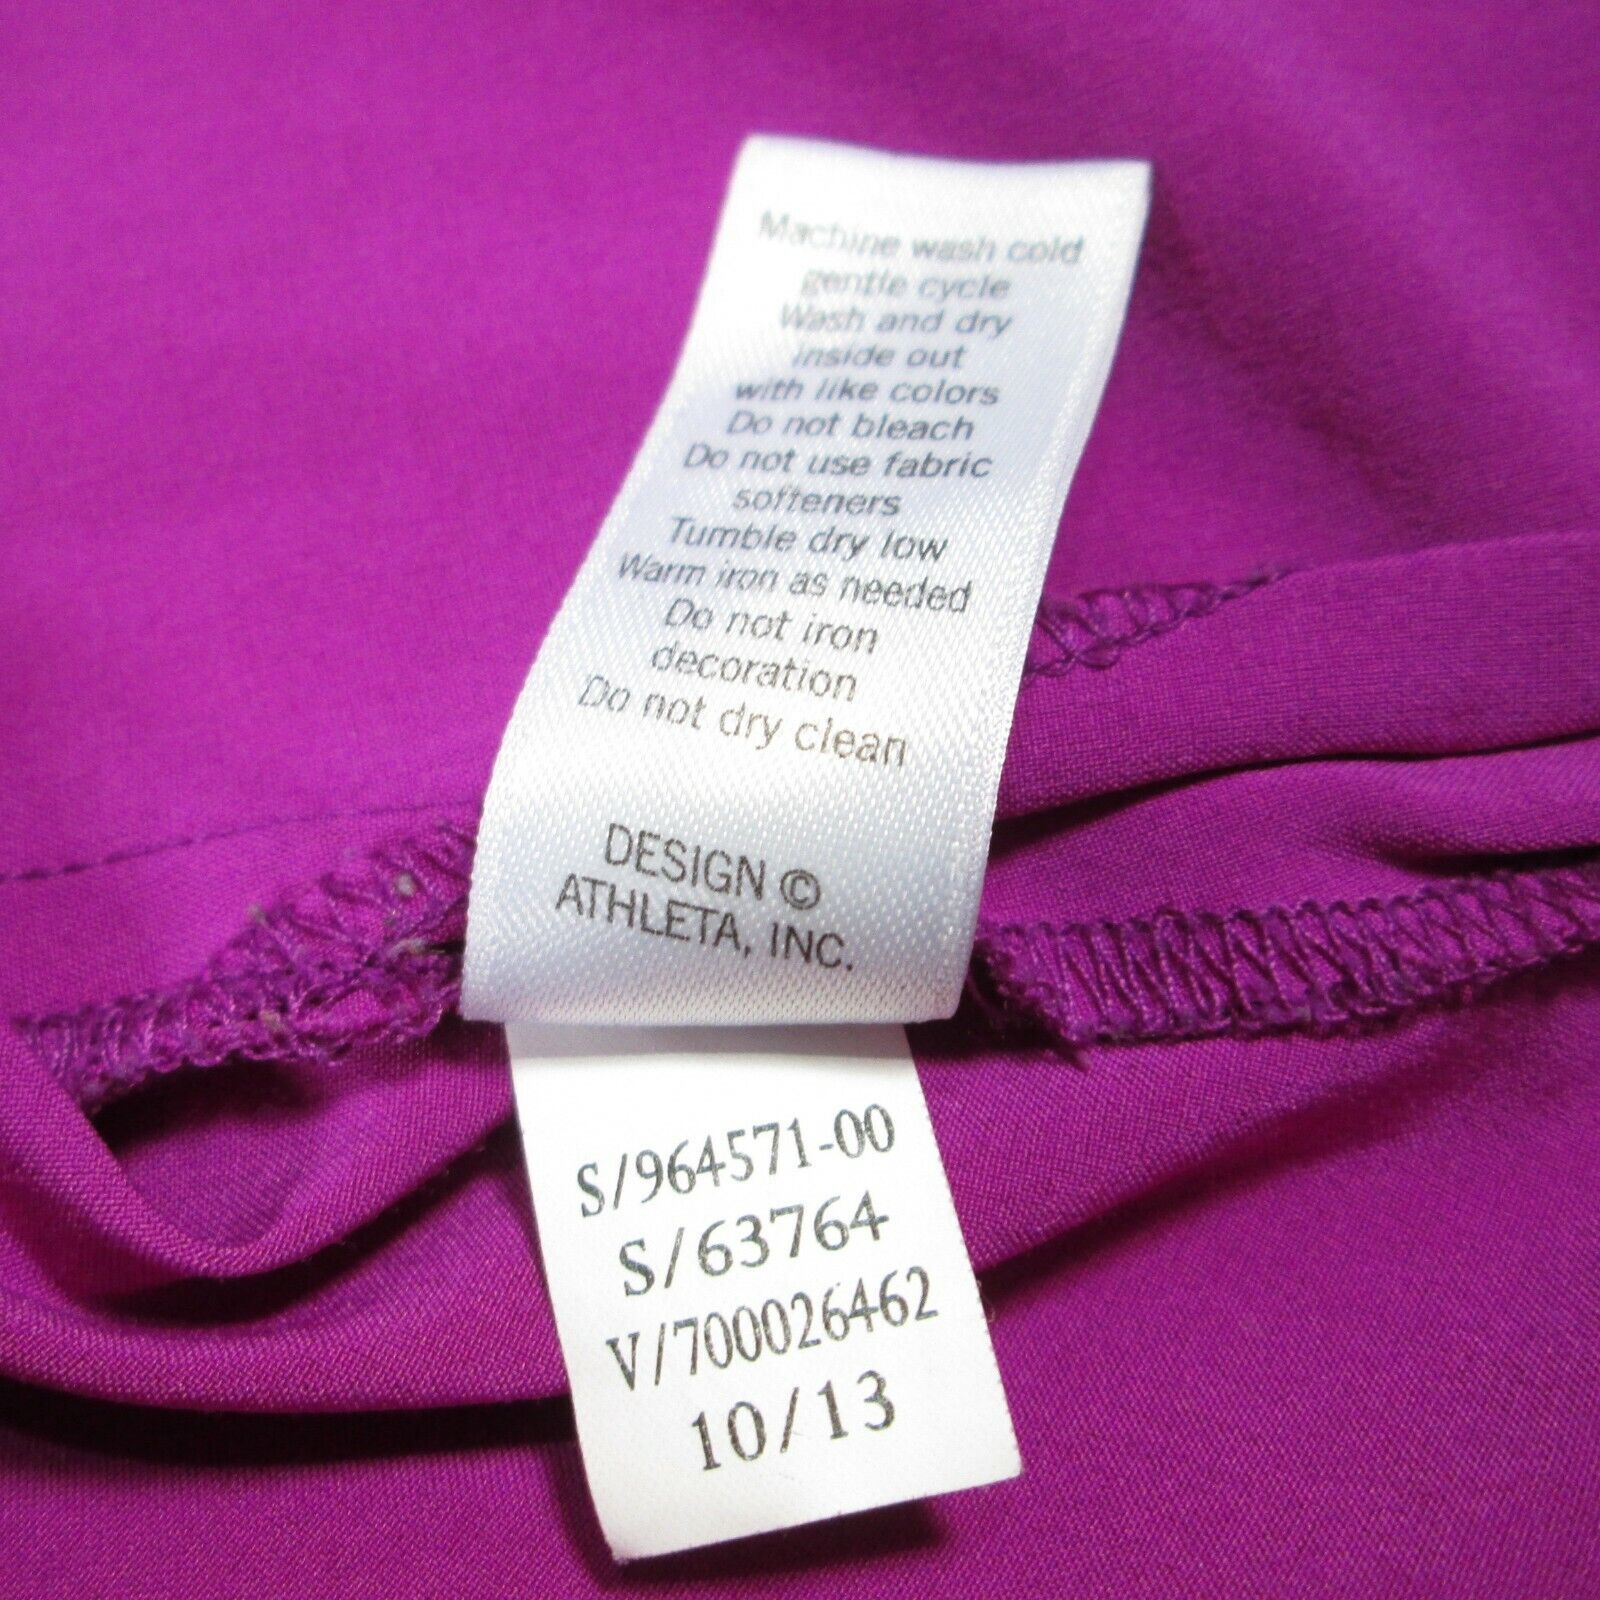 Machine wash cold
gentle cycle
Wash and dry
inside out
with like colors
Do not bleach
Do not use fabric
softeners
Tumble dry low
Warm iron as needed
Do not iron
decoration
Do not dry clean
DESIGN ©
ATHLETA, INC.
S/964571-00
S/63764
V/700026462
10/13